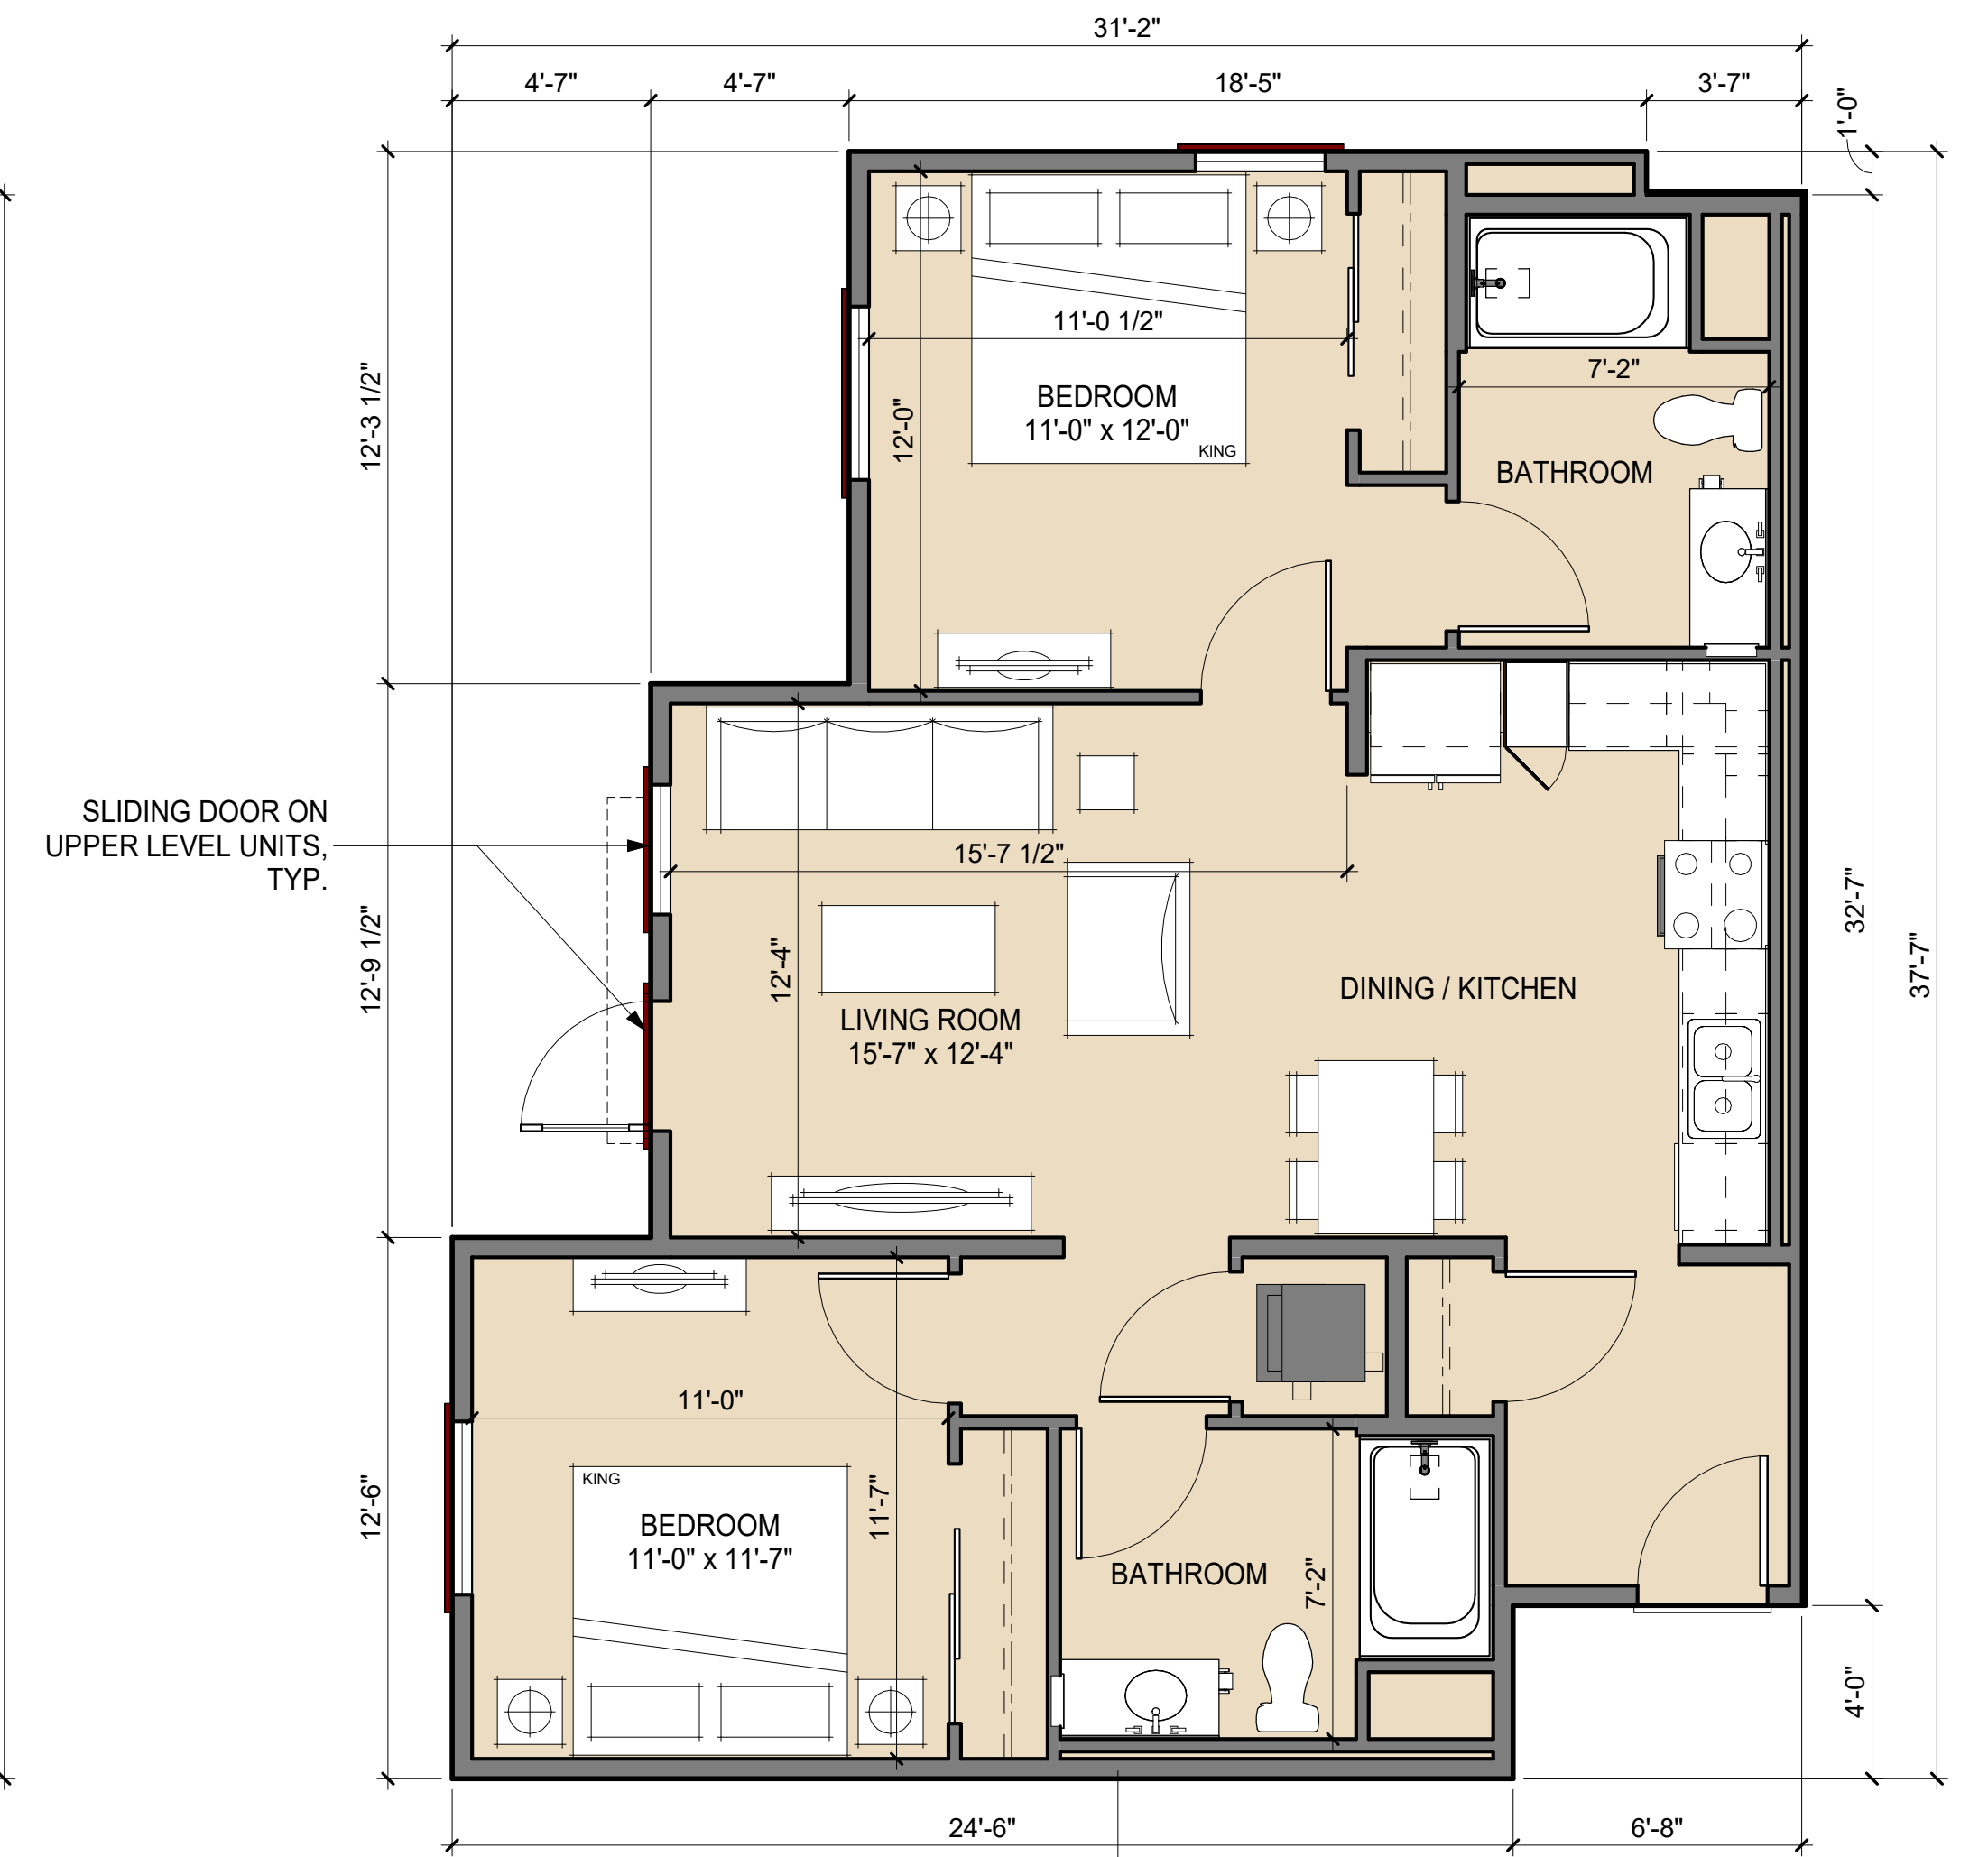 31'-2"
4'-7"
4'-7"
18'-5"
3'-7"
1'-0"
12'-3 1/2"
11'-0 1/2"
7'-2"
12'-0"
BEDROOM
11'-0" x 12'-0"
KING
BATHROOM
SLIDING DOOR ON
UPPER LEVEL UNITS,
TYP.
15'-7 1/2"
12'-9 1/2"
12'-4"
LIVING ROOM
15'-7" x 12'-4"
DINING / KITCHEN
32'-7"
37'-7"
11'-0"
12'-6"
KING
BEDROOM
11'-0" x 11'-7"
11'-7"
BATHROOM
7'-2"
4'-0"
24'-6"
6'-8"